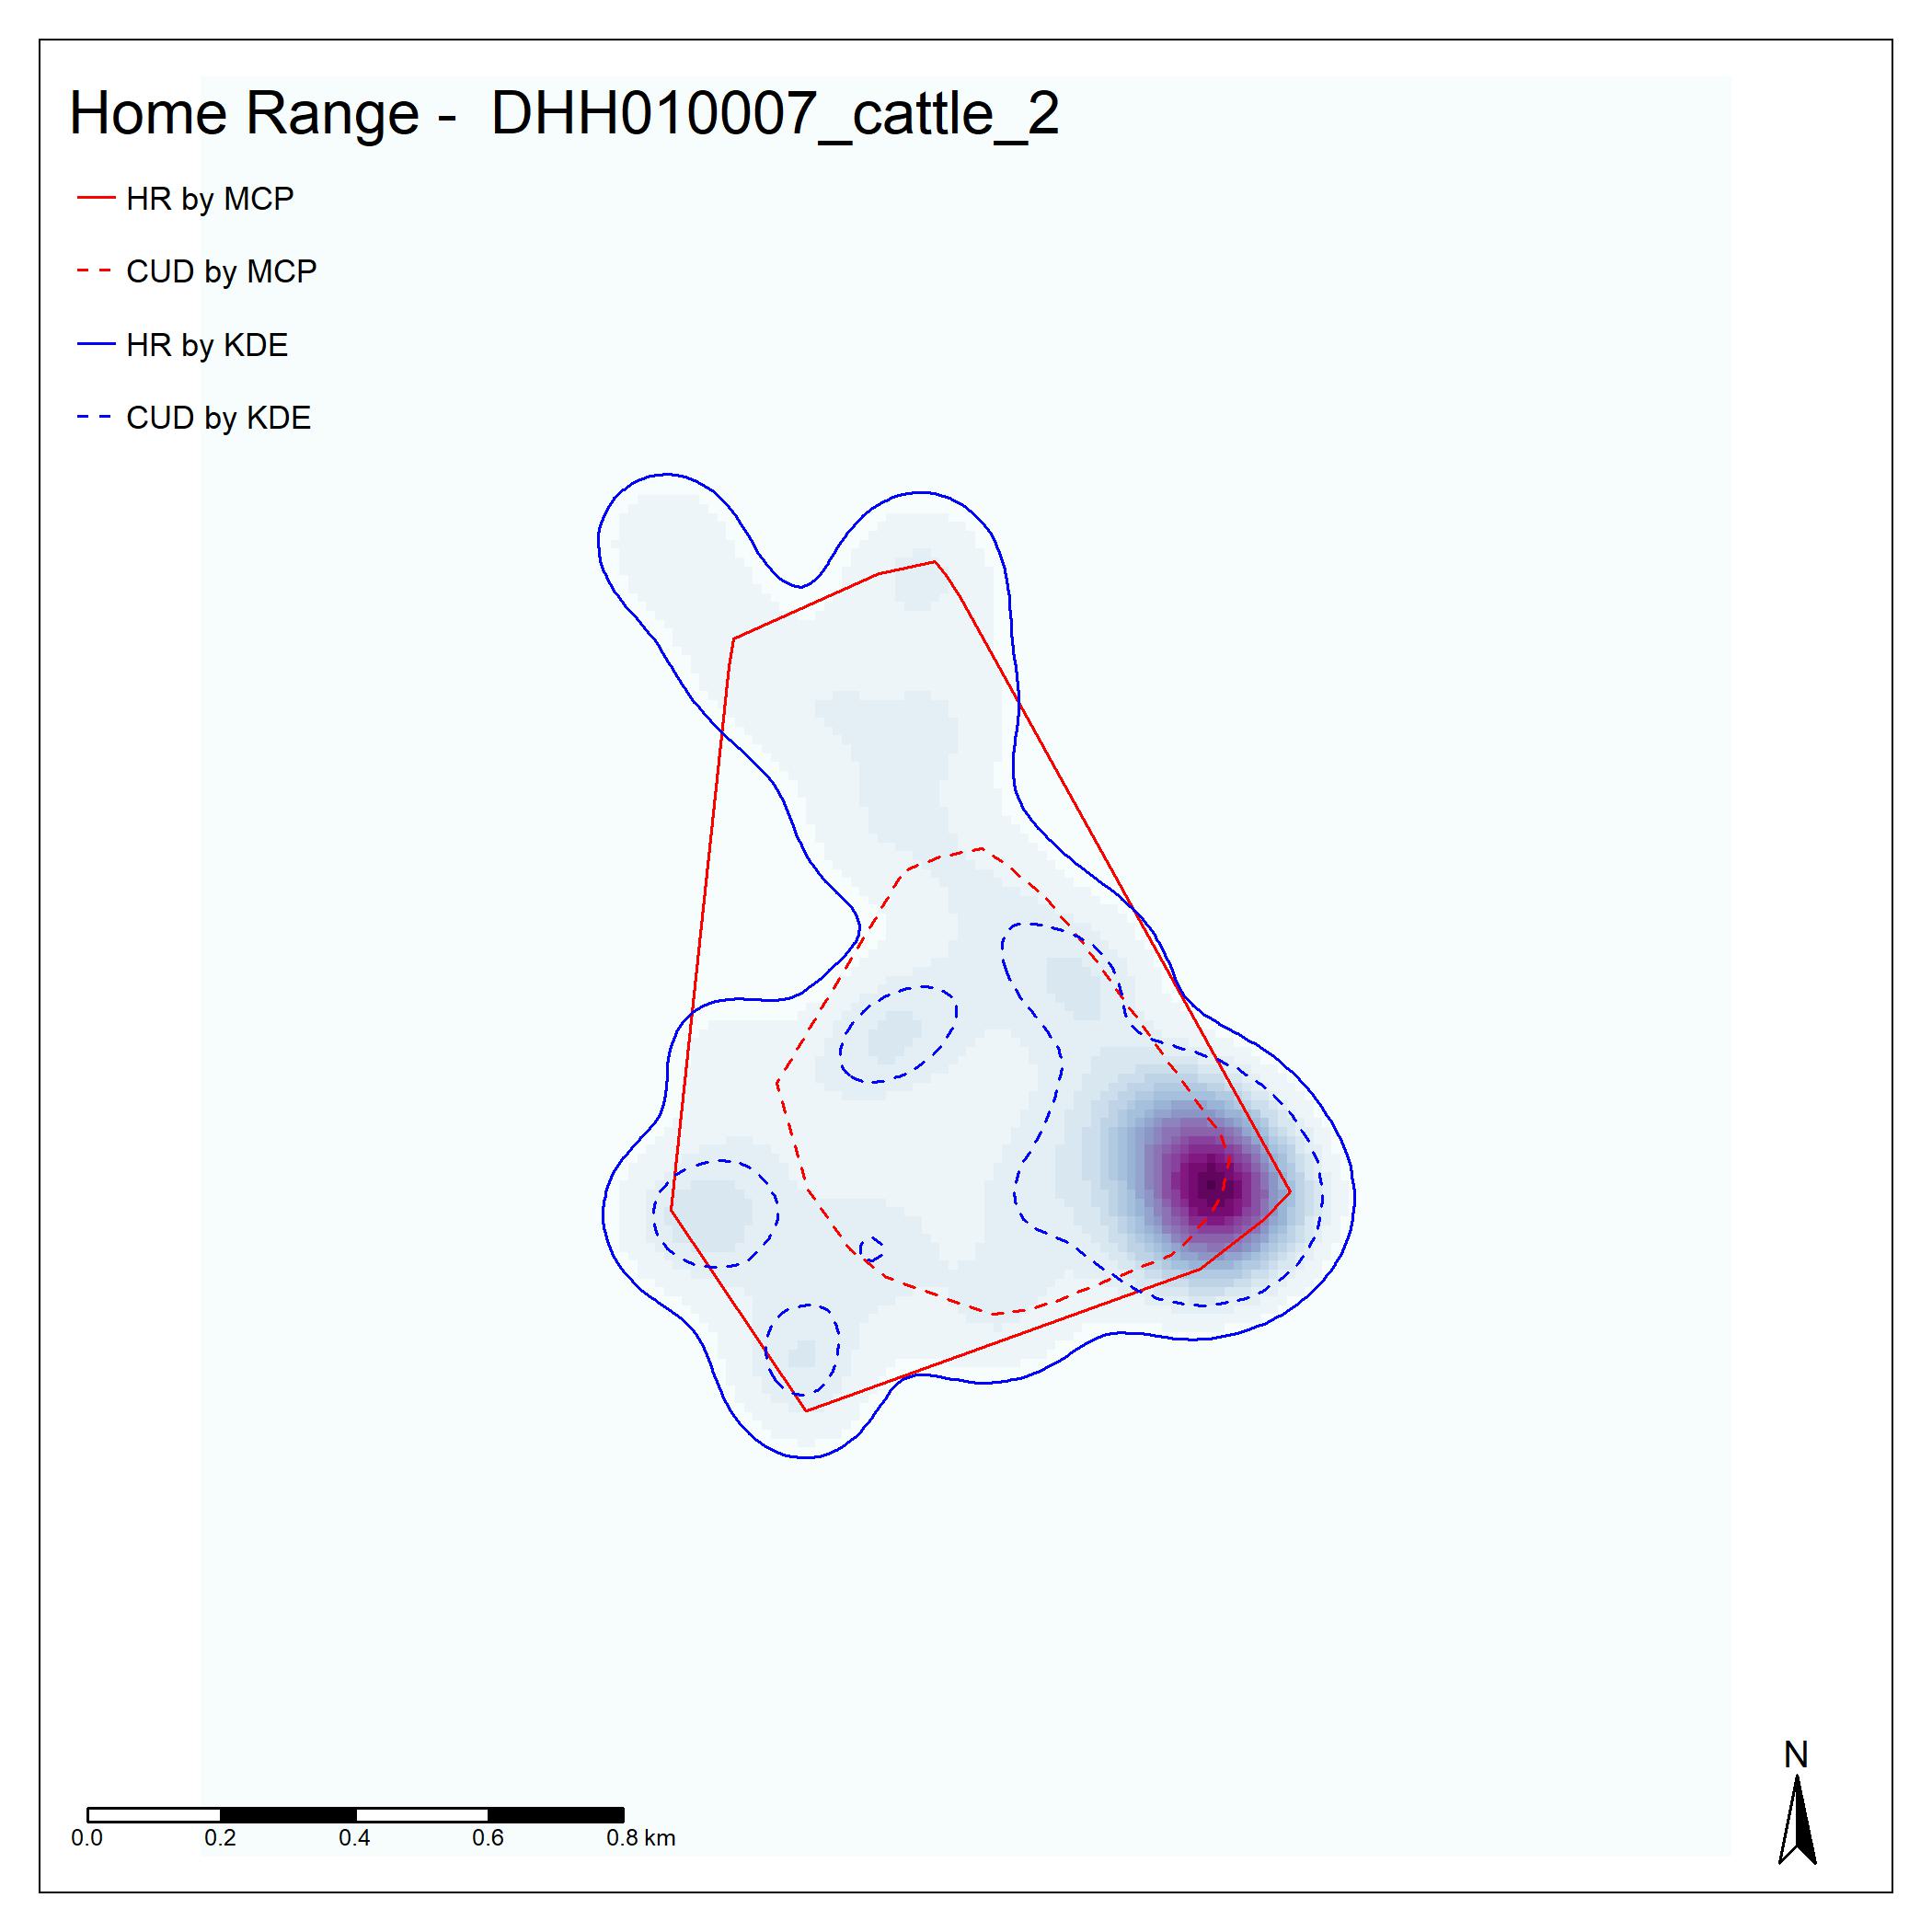 Home Range -  DHH010007_cattle_2
HR by MCP
CUD by MCP
HR by KDE
CUD by KDE
N
0.0 0.2 0.4 0.6 0.8 km